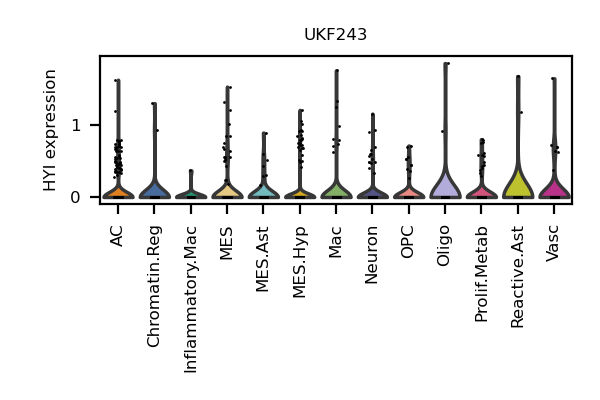 UKF243
HYI expression
1
0
AC
Chromatin.Reg
Inflammatory.Mac
MES
MES.Ast
MES.Hyp
Mac
Neuron
OPC
Oligo
Prolif.Metab
Reactive.Ast
Vasc